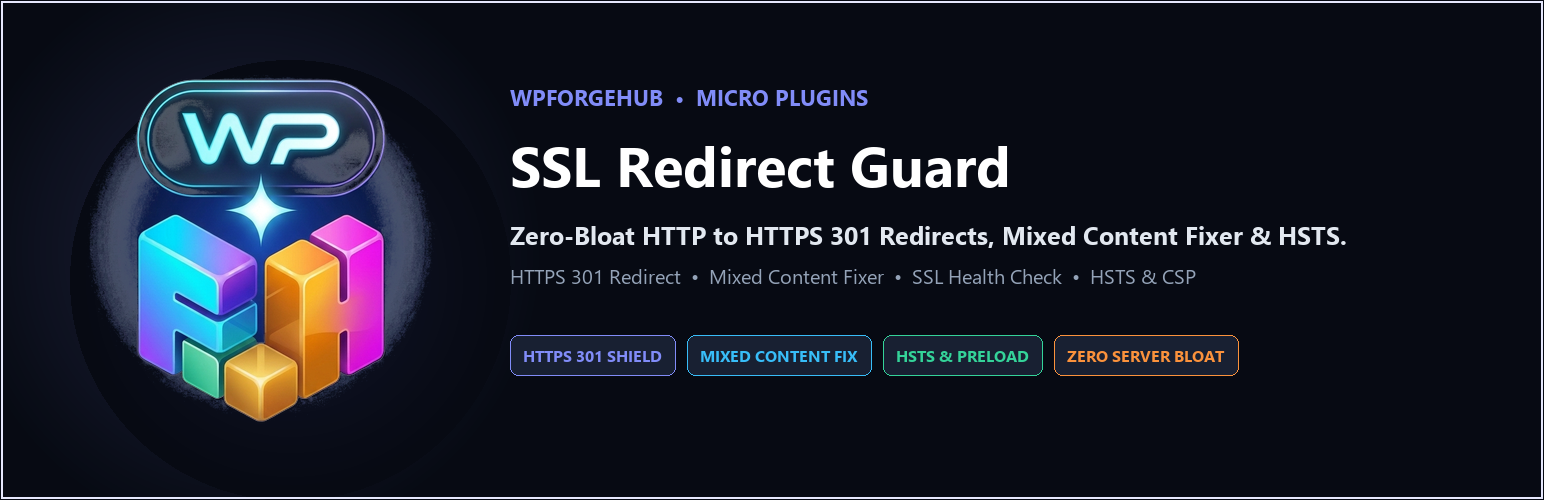 WP
FH
WPFORGEHUB • MICRO PLUGINS
SSL Redirect Guard
Zero-Bloat HTTP to HTTPS 301 Redirects, Mixed Content Fixer & HSTS.
HTTPS 301 Redirect • Mixed Content Fixer • SSL Health Check • HSTS & CSP
HTTPS 301 SHIELD MIXED CONTENT FIX HSTS & PRELOAD ZERO SERVER BLOAT